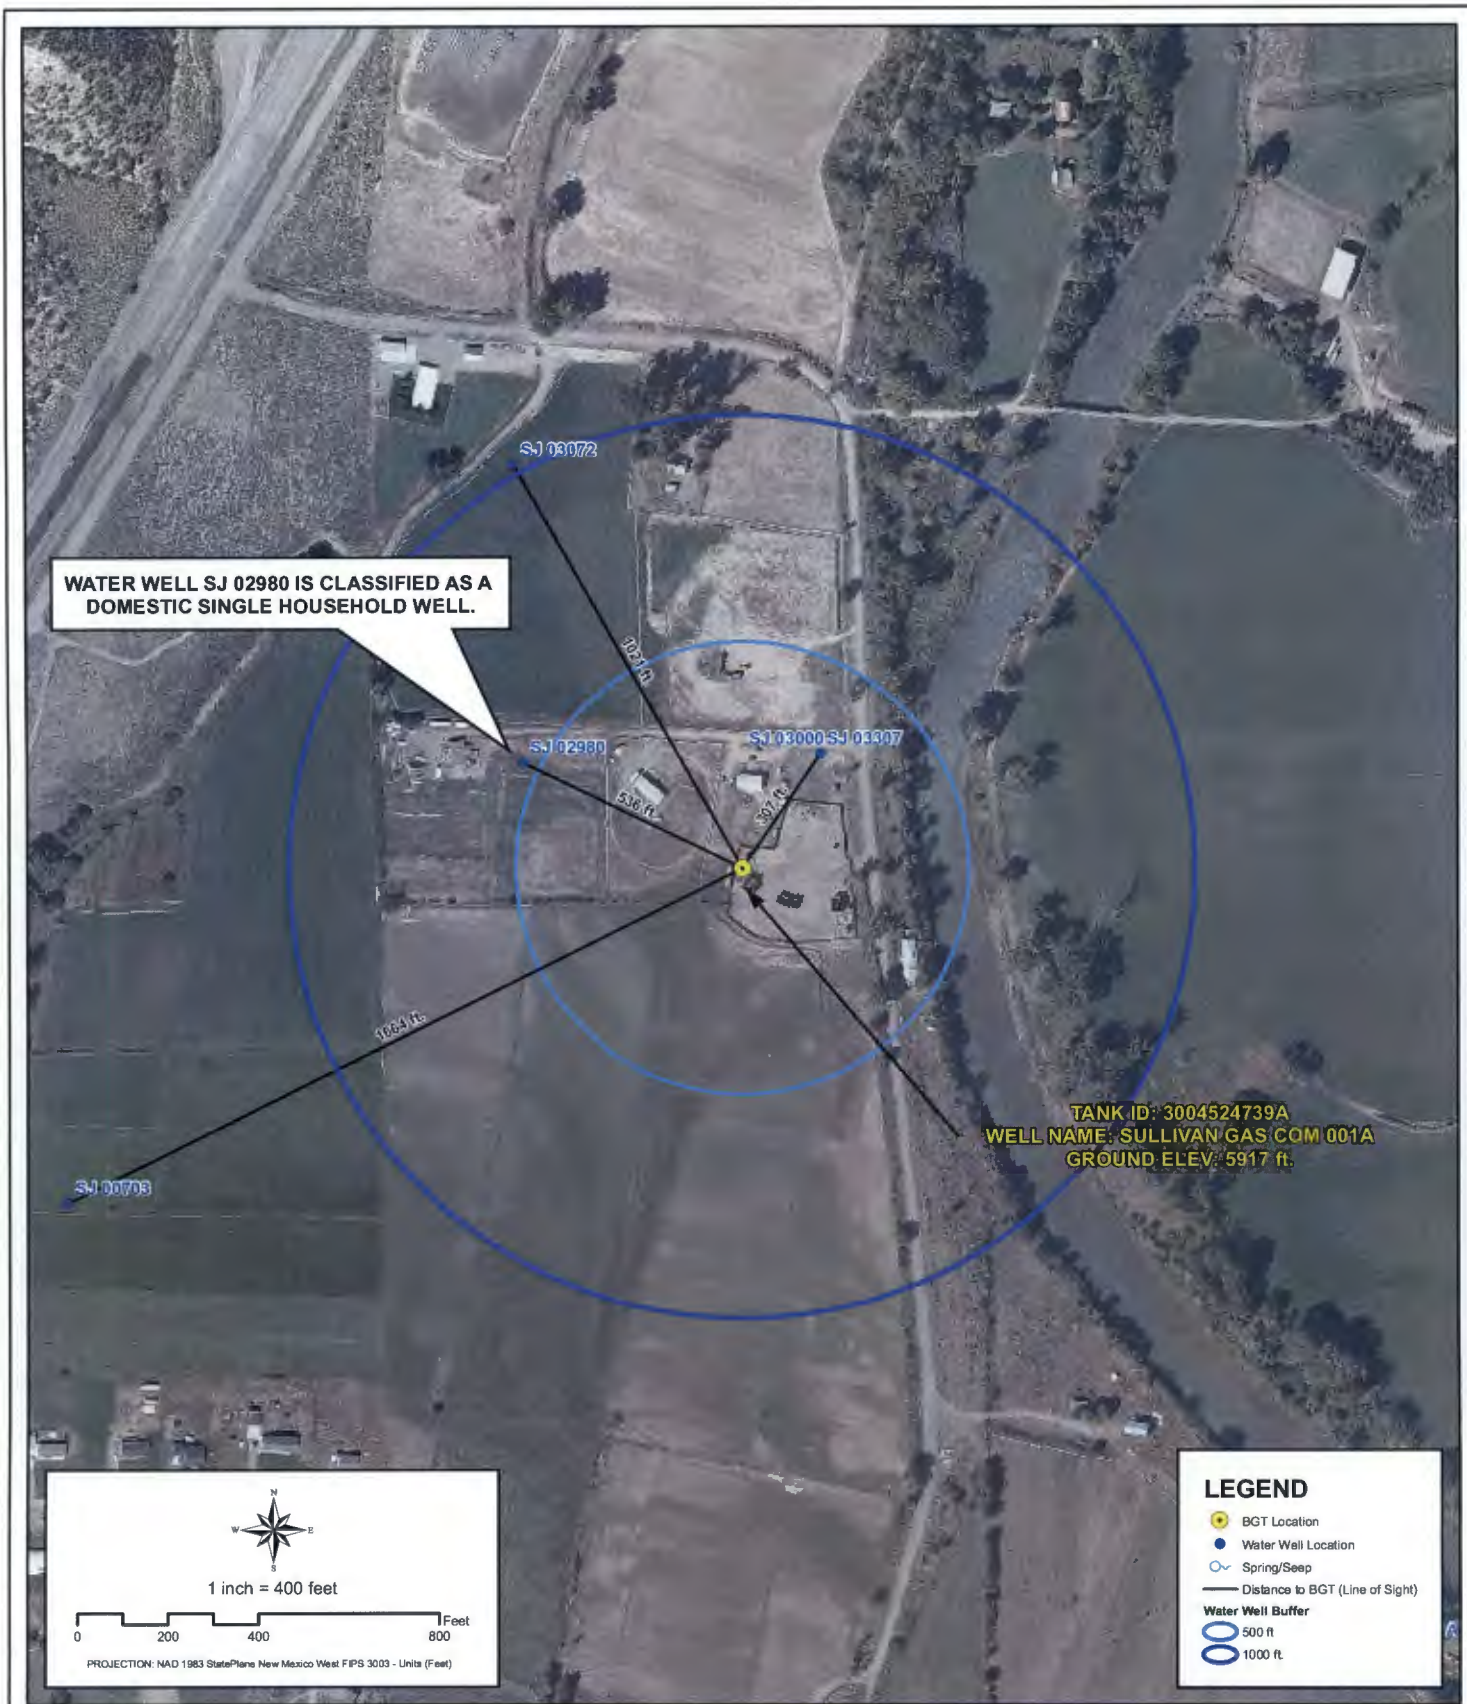 SJ 03072
WATER WELL SJ 02980 IS CLASSIFIED AS A
DOMESTIC SINGLE HOUSEHOLD WELL.
1021 ft.
SJ 02980
SJ 03000 SJ 03307
536 ft.
307 ft.
1664 ft.
SJ 00703
TANK ID: 3004524739A
WELL NAME: SULLIVAN GAS COM 001A
GROUND ELEV: 5917 ft.
N
W E
S
1 inch = 400 feet
Feet
0 200 400 800
PROJECTION: NAD 1983 StatePlane New Mexico West FIPS 3003 - Units (Feet)
LEGEND
BGT Location
Water Well Location
Spring/Seep
Distance to BGT (Line of Sight)
Water Well Buffer
500 ft
1000 ft.